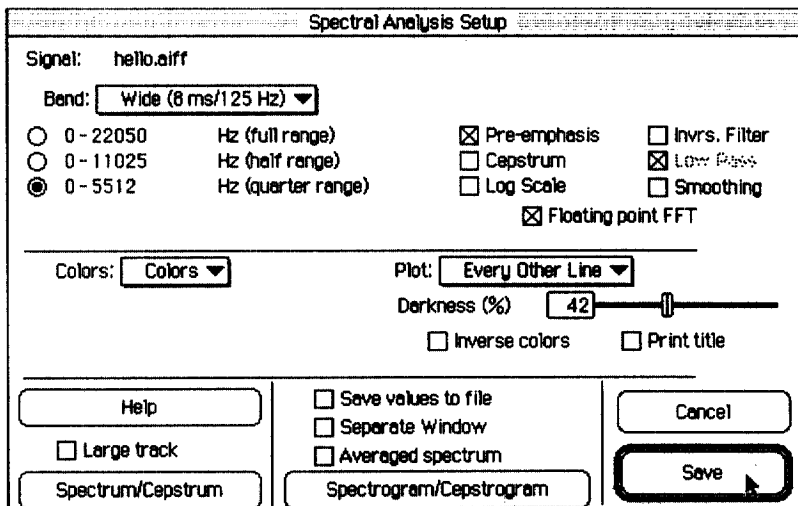 Spectral Analysis Setup
Signal: hello.aiff
Band: Wide (8 ms/125 Hz)
0-22050 Hz (full range)
0-11025 Hz (half range)
0-5512 Hz (quarter range)
Pre-emphasis
Invrs. Filter
Cepstrum
Low Pass
Log Scale
Smoothing
Floating point FFT
Colors: Colors
Plot: Every Other Line
Darkness (%) 42
Inverse colors
Print title
Help
Large track
Spectrum/Cepstrum
Save values to file
Separate Window
Averaged spectrum
Spectrogram/Cepstrogram
Cancel
Save